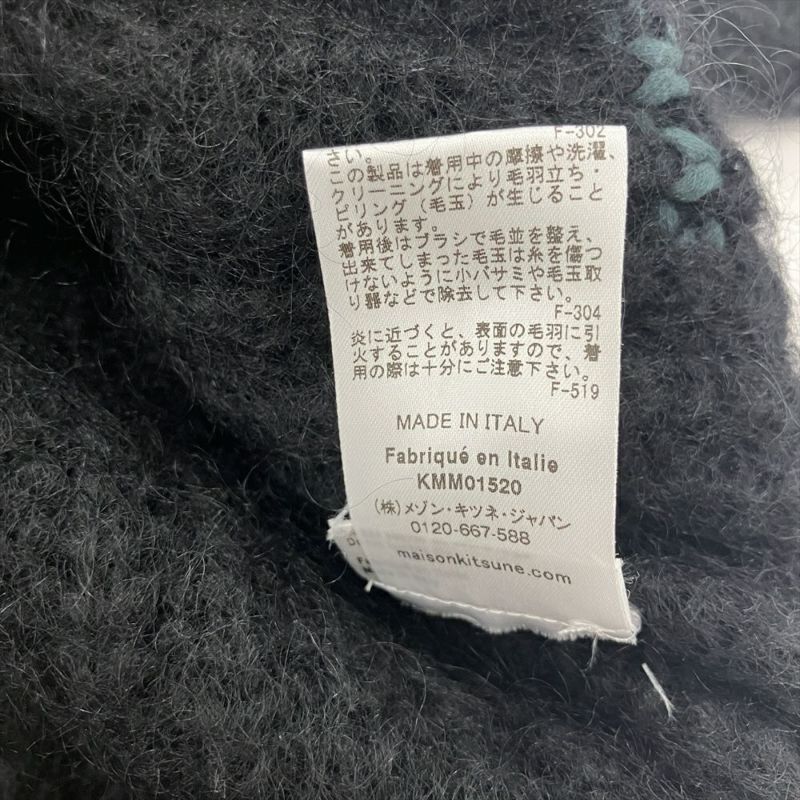 F-302
さい。
この製品は着用中の摩擦や洗濯、
クリーニングにより毛羽立ち・
ピリング（毛玉）が生じること
があります。
着用後はブラシで毛並を整え、
出来てしまった毛玉は糸を傷つ
けないように小バサミや毛玉取
り器などで除去して下さい。
F-304
炎に近づくと、表面の毛羽に引
火することがありますので、着
用の際は十分にご注意下さい。
F-519
MADE IN ITALY
Fabriqué en Italie
KMM01520
（株）メゾン・キツネ・ジャパン
0120-667-588
maisonkitsune.com